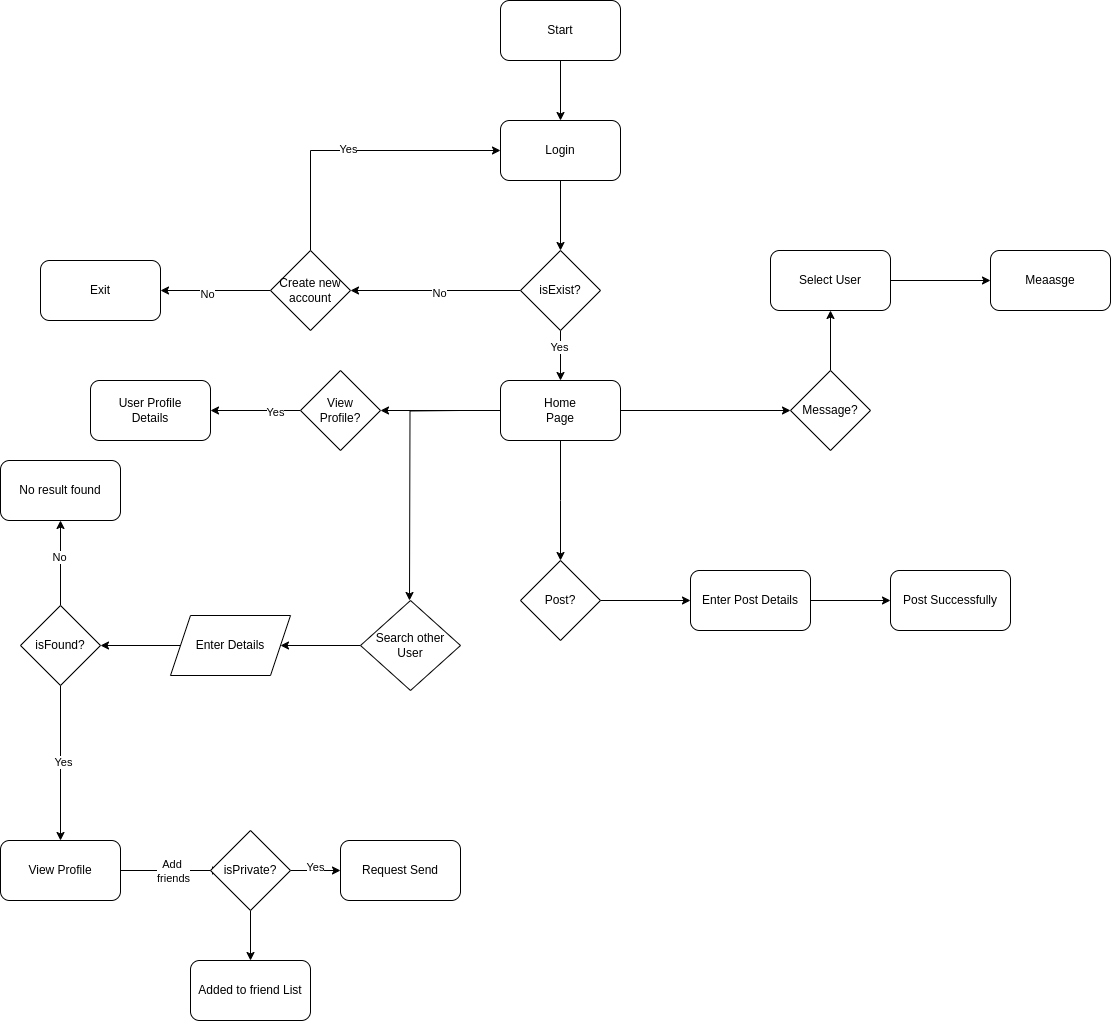 Start
Login
Yes
Create new
account
isExist?
No
No
Exit
Yes
Select User
Meaasge
Message?
Home
Page
View
Profile?
Yes
User Profile
Details
No result found
No
isFound?
Enter Details
Search other
User
Post?
Enter Post Details
Post Successfully
Yes
View Profile
Add
friends
isPrivate?
Yes
Request Send
Added to friend List